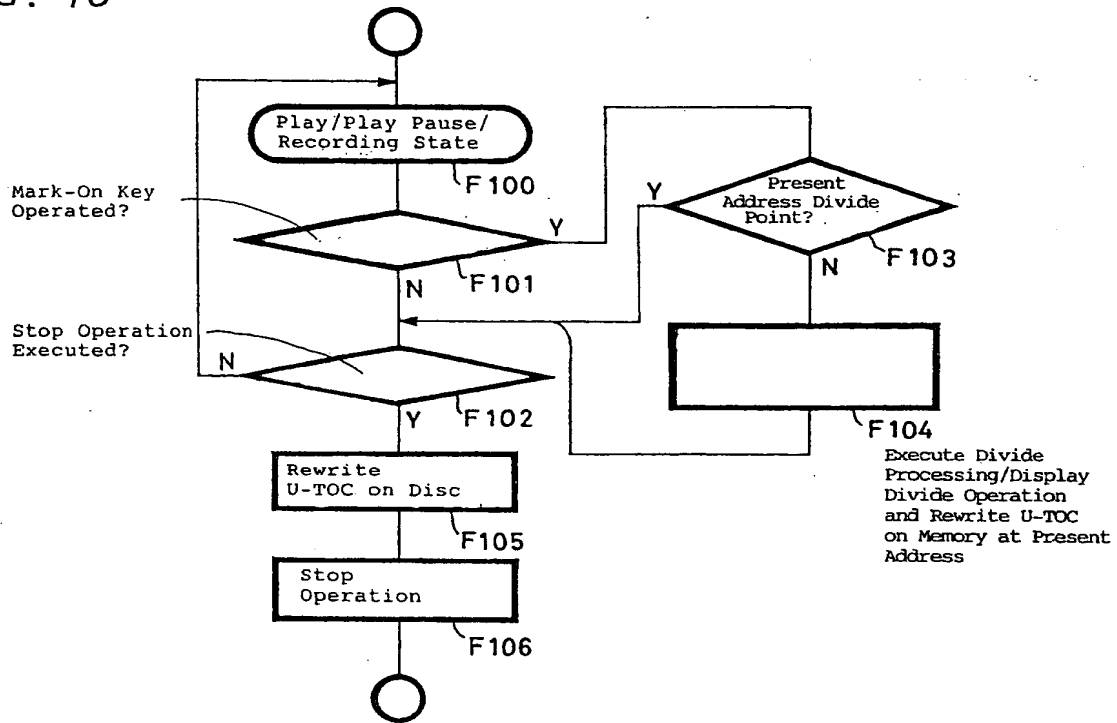 G. 10
Play/Play Pause/
Recording State
F100
Mark-On Key
Operated?
Y
F101
N
Present
Address Divide
Point?
Y
F103
N
Stop Operation
Executed?
N
F102
Y
F104
Execute Divide
Processing/Display
Divide Operation
and Rewrite U-TOC
on Memory at Present
Address
Rewrite
U-TOC on Disc
F105
Stop
Operation
F106